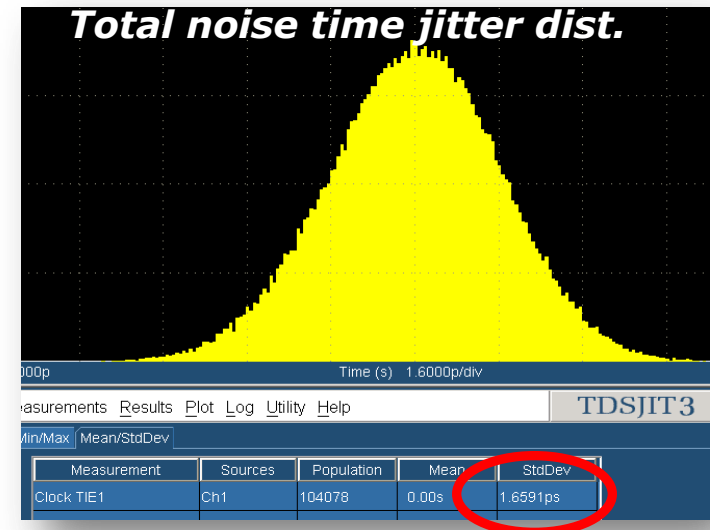 Total noise time jitter dist.
000p Time (s) 1.6000p/div
easurements Results Plot Log Utility Help TDSJIT3
Min/Max Mean/StdDev
Measurement Sources Population Mean StdDev
Clock TIE1 Ch1 104078 0.00s 1.6591ps